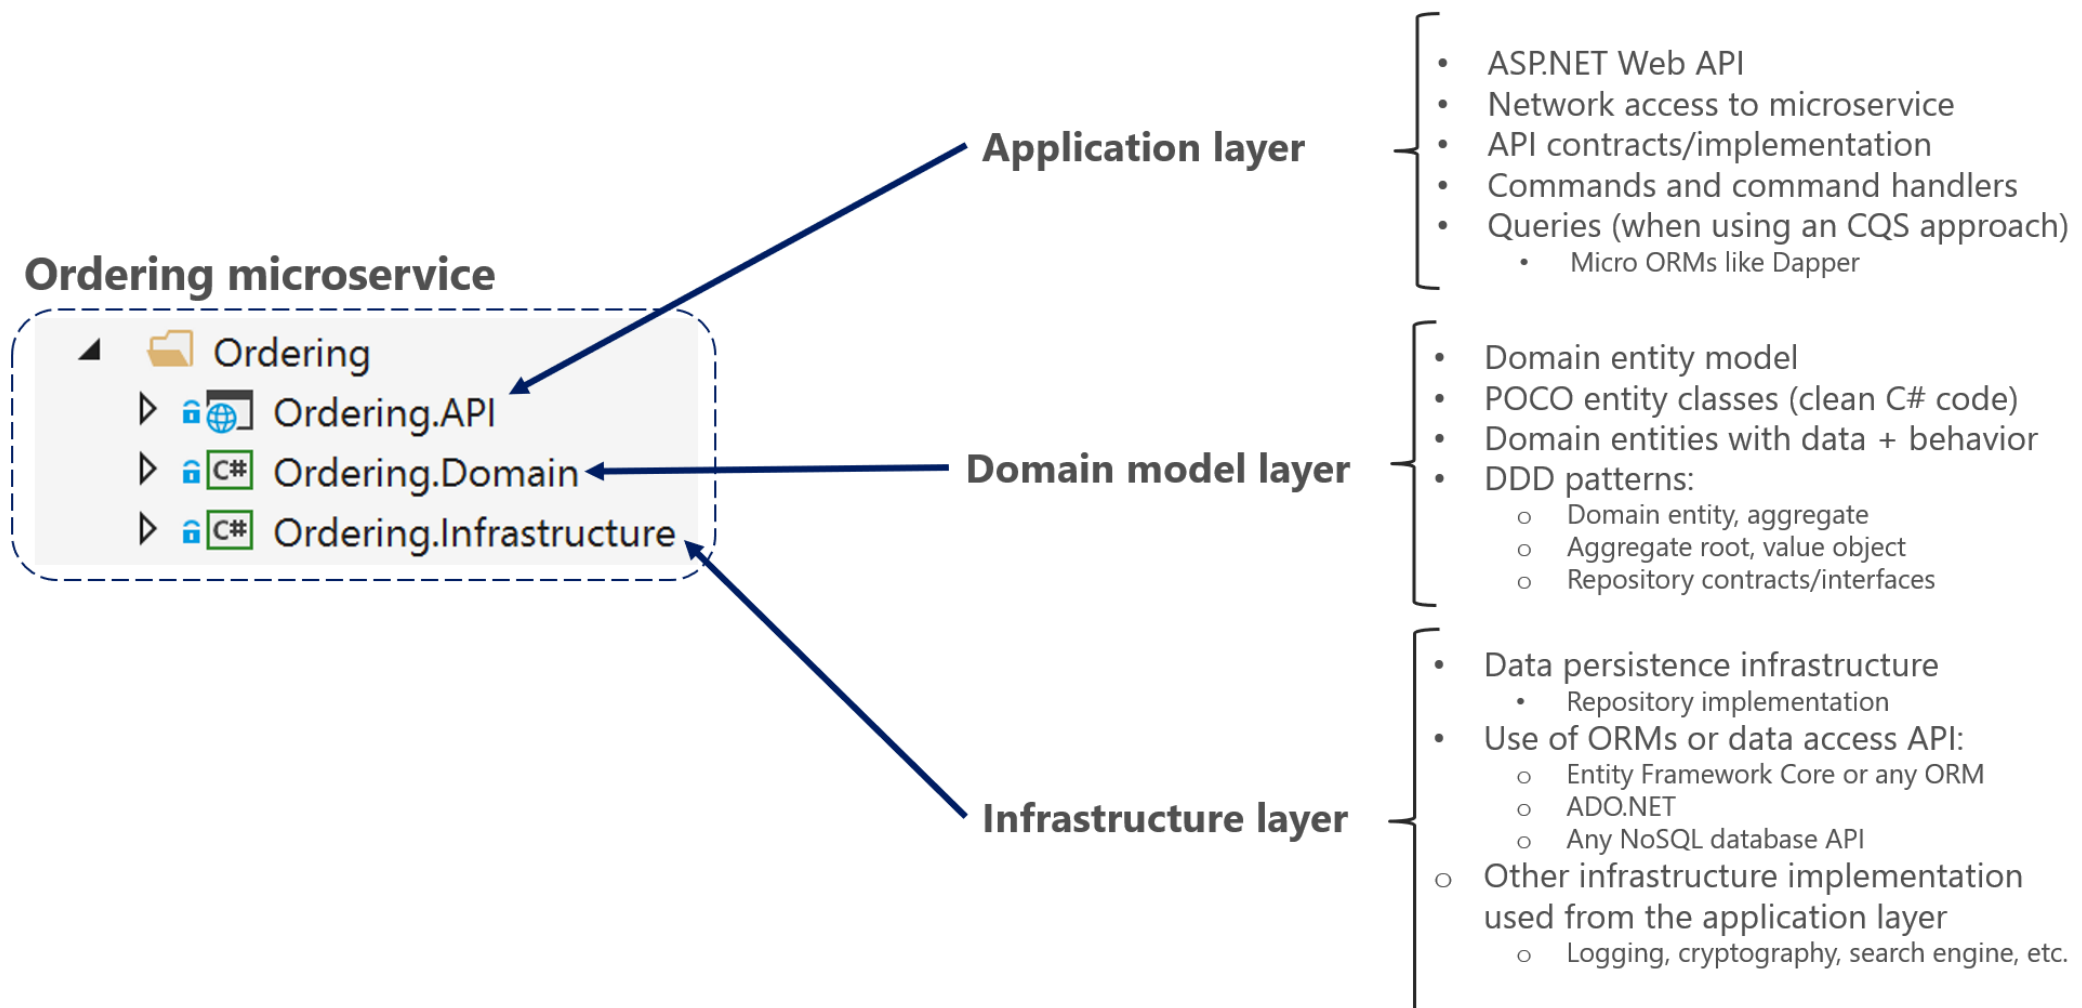 Ordering microservice
Ordering
Ordering.API
C# Ordering.Domain
C# Ordering.Infrastructure
Application layer
• ASP.NET Web API
• Network access to microservice
• API contracts/implementation
• Commands and command handlers
• Queries (when using an CQS approach)
• Micro ORMs like Dapper
Domain model layer
• Domain entity model
• POCO entity classes (clean C# code)
• Domain entities with data + behavior
• DDD patterns:
o Domain entity, aggregate
o Aggregate root, value object
o Repository contracts/interfaces
Infrastructure layer
• Data persistence infrastructure
• Repository implementation
• Use of ORMs or data access API:
o Entity Framework Core or any ORM
o ADO.NET
o Any NoSQL database API
o Other infrastructure implementation
used from the application layer
o Logging, cryptography, search engine, etc.